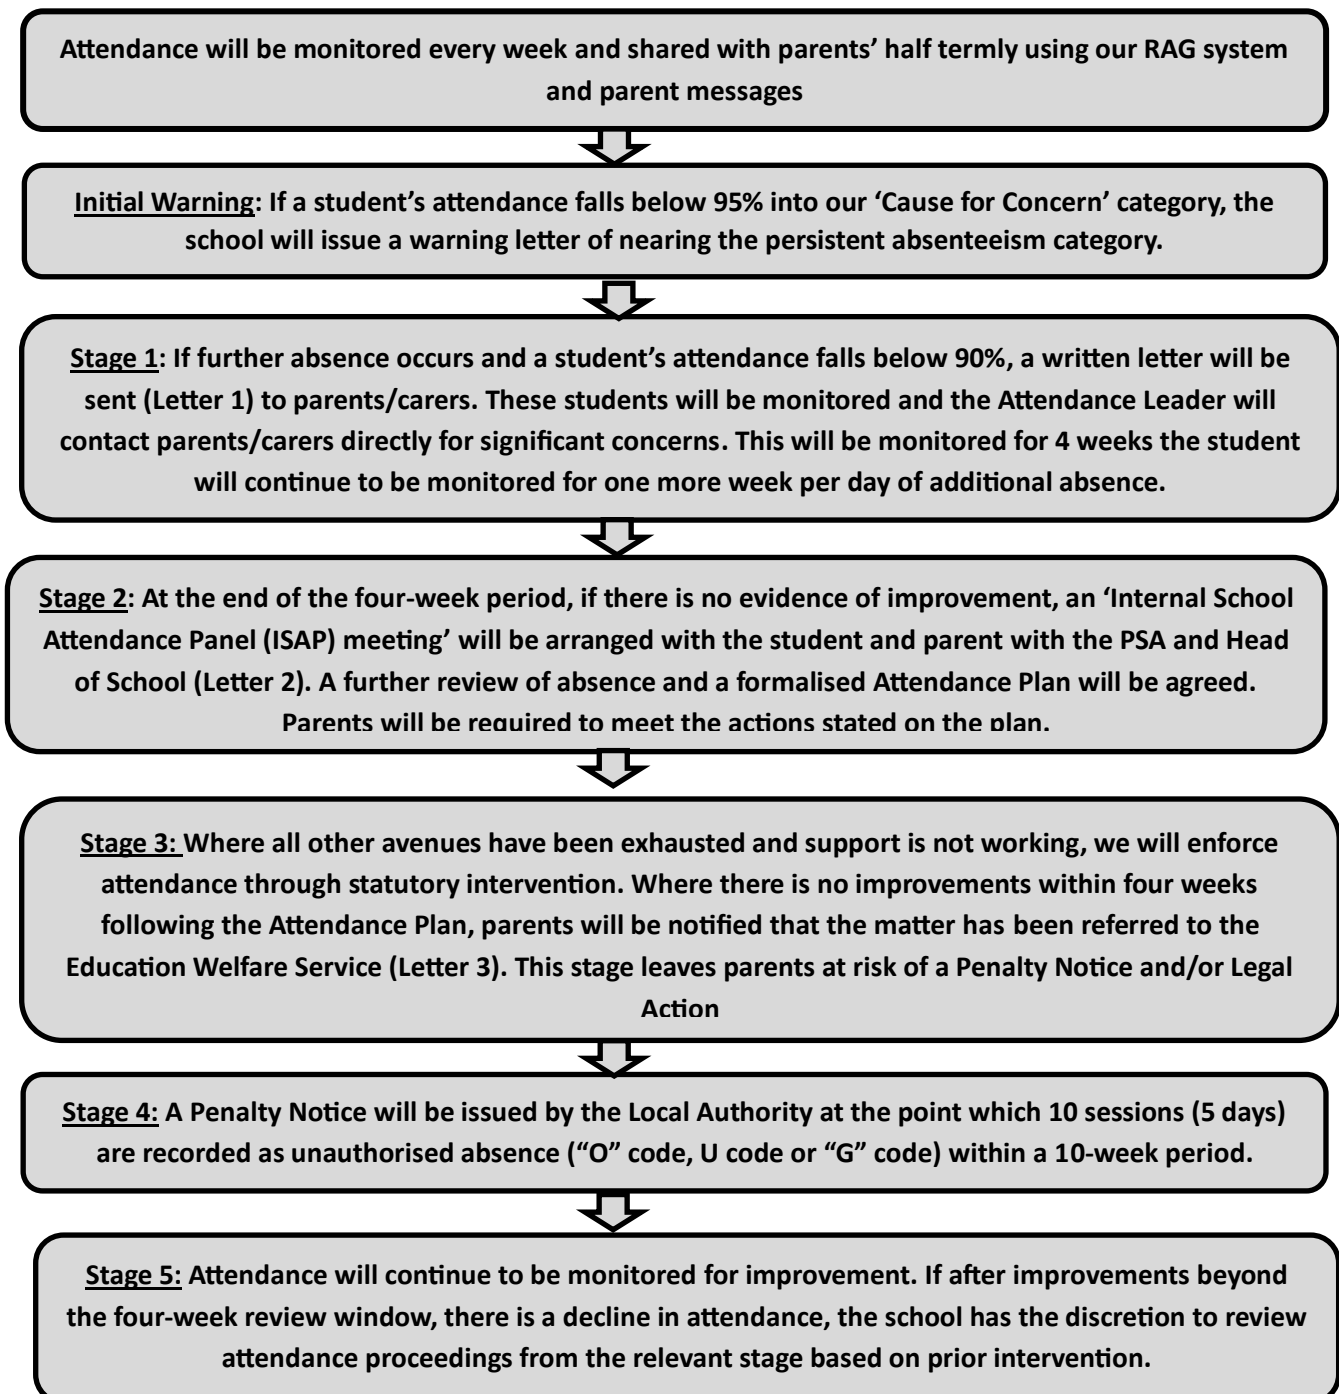 Attendance will be monitored every week and shared with parents’ half termly using our RAG system
and parent messages
Initial Warning: If a student’s attendance falls below 95% into our ‘Cause for Concern’ category, the
school will issue a warning letter of nearing the persistent absenteeism category.
Stage 1: If further absence occurs and a student’s attendance falls below 90%, a written letter will be
sent (Letter 1) to parents/carers. These students will be monitored and the Attendance Leader will
contact parents/carers directly for significant concerns. This will be monitored for 4 weeks the student
will continue to be monitored for one more week per day of additional absence.
Stage 2: At the end of the four-week period, if there is no evidence of improvement, an ‘Internal School
Attendance Panel (ISAP) meeting’ will be arranged with the student and parent with the PSA and Head
of School (Letter 2). A further review of absence and a formalised Attendance Plan will be agreed.
Parents will be required to meet the actions stated on the plan.
Stage 3: Where all other avenues have been exhausted and support is not working, we will enforce
attendance through statutory intervention. Where there is no improvements within four weeks
following the Attendance Plan, parents will be notified that the matter has been referred to the
Education Welfare Service (Letter 3). This stage leaves parents at risk of a Penalty Notice and/or Legal
Action
Stage 4: A Penalty Notice will be issued by the Local Authority at the point which 10 sessions (5 days)
are recorded as unauthorised absence (“O” code, U code or “G” code) within a 10-week period.
Stage 5: Attendance will continue to be monitored for improvement. If after improvements beyond
the four-week review window, there is a decline in attendance, the school has the discretion to review
attendance proceedings from the relevant stage based on prior intervention.